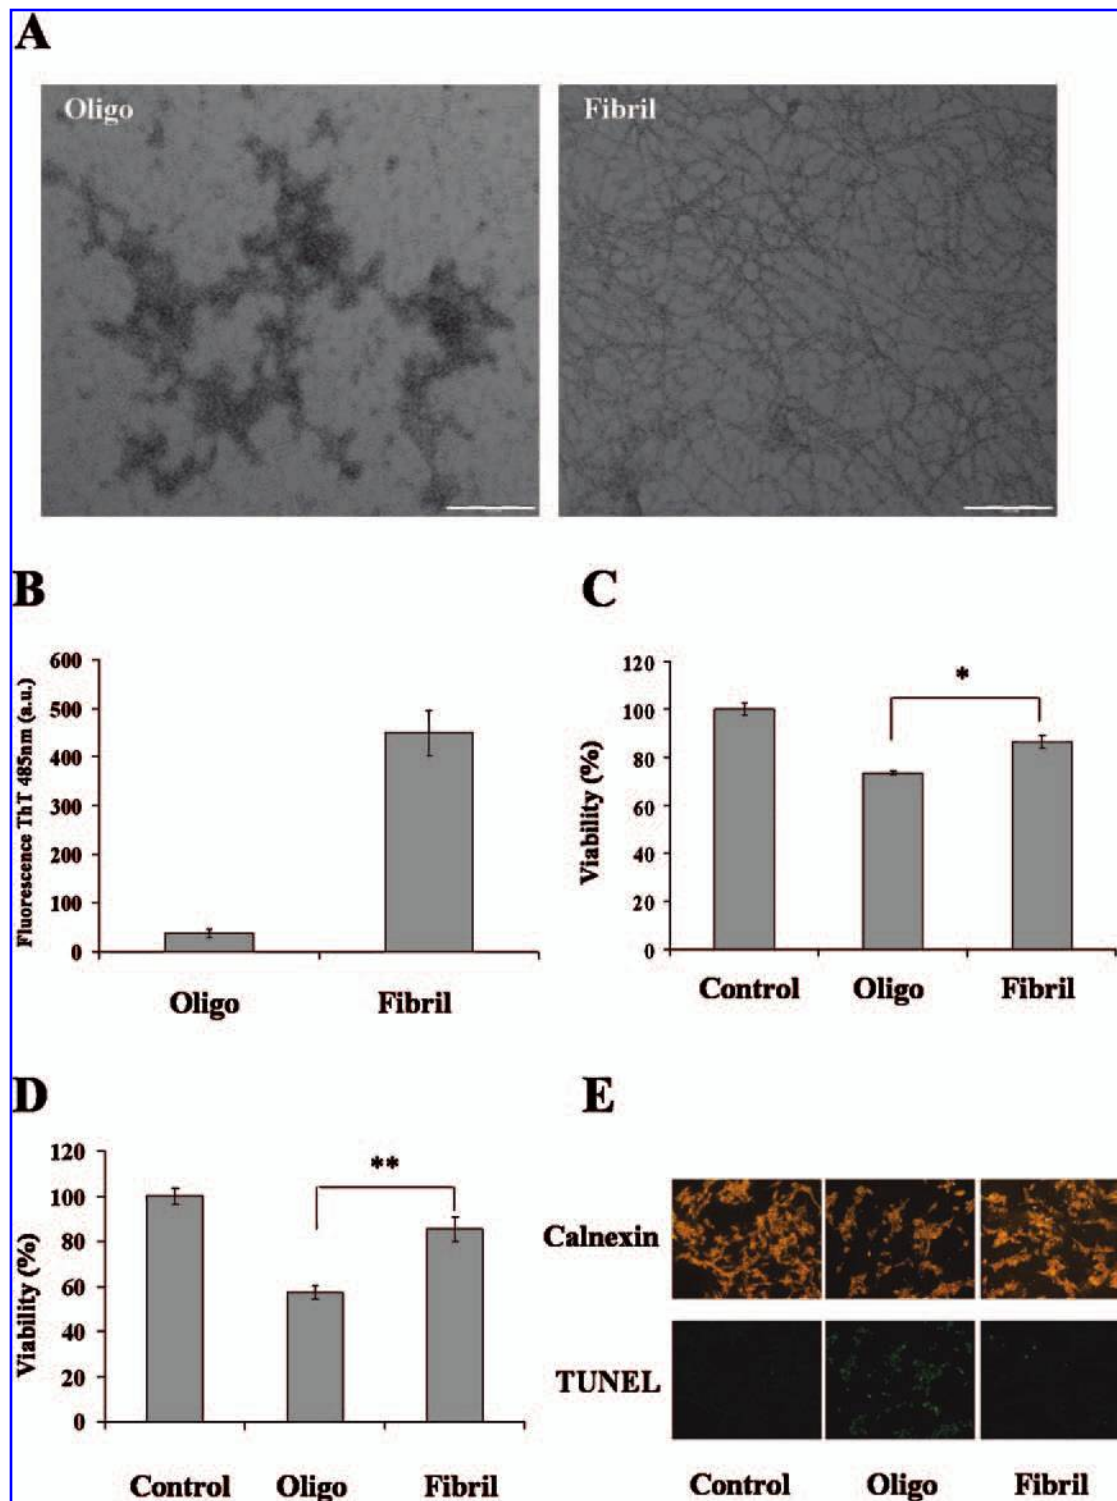 A
Oligo
Fibril
B
Fluorescence ThT 485nm (a.u.)
600
500
400
300
200
100
0
Oligo
Fibril
C
Viability (%)
120
100
80
60
40
20
0
*
Control
Oligo
Fibril
D
Viability (%)
120
100
80
60
40
20
0
**
Control
Oligo
Fibril
E
Calnexin
TUNEL
Control
Oligo
Fibril